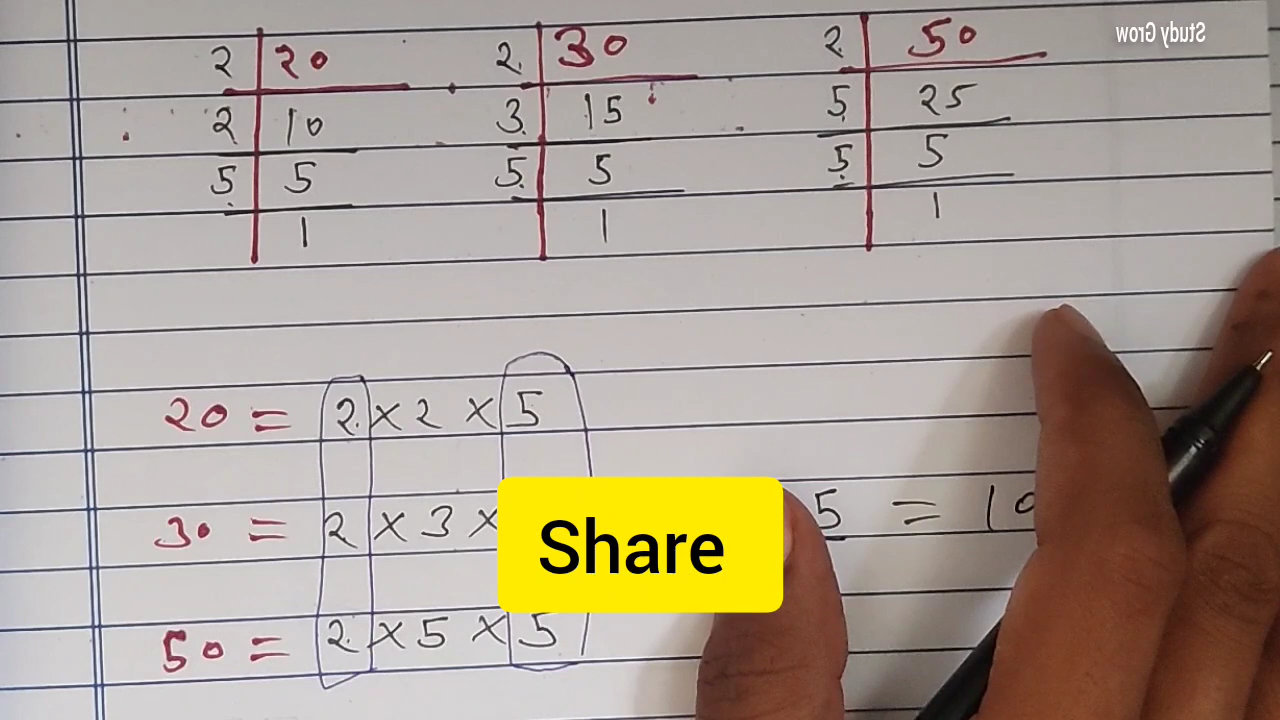 Study Grow
2 | 20
2 | 10
5 | 5
1
2 | 30
3 | 15
5 | 5
1
2 | 50
5 | 25
5 | 5
1
20 = 2 × 2 × 5
30 = 2 × 3 ×
5 = 10
Share
50 = 2 × 5 × 5